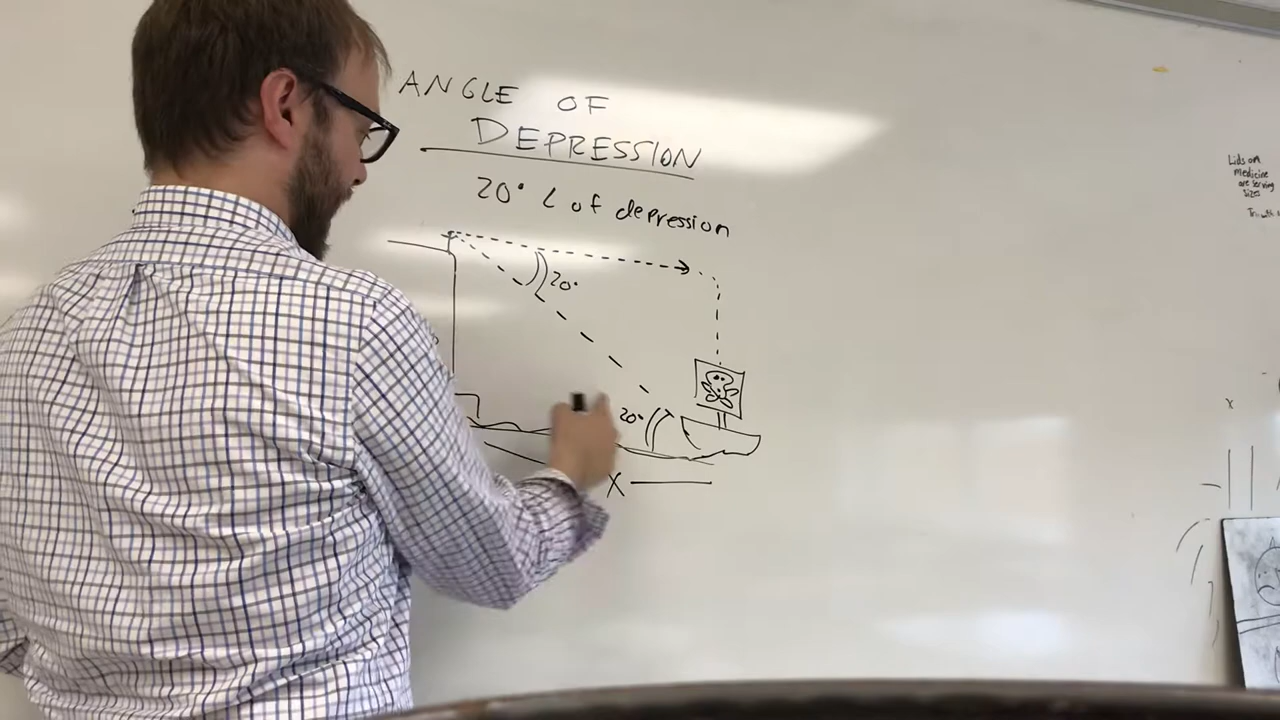 ANGLE OF
DEPRESSION
20° ∠ of depression
20°
20°
X
Lids on
medicine
are serving
sizes
x